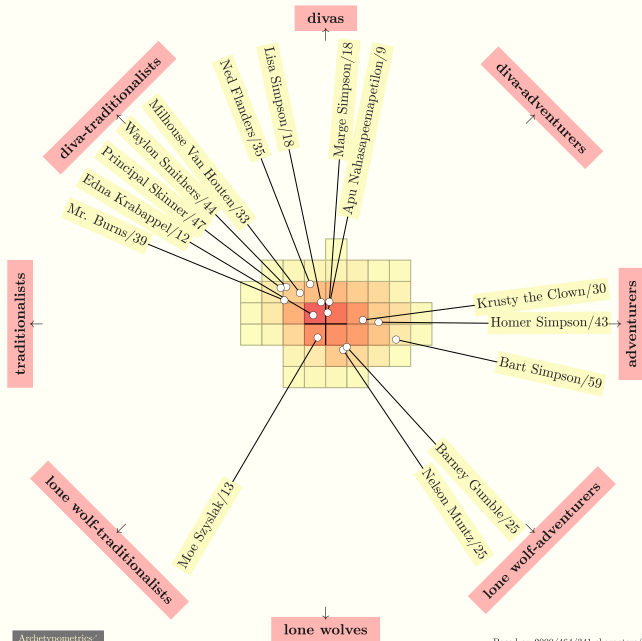 divas
diva-traditionalists
diva-adventurers
Ned Flanders/35
Lisa Simpson/18
Marge Simpson/18
Apu Nahasapeemapetilon/9
Milhouse Van Houten/33
Waylon Smithers/44
Principal Skinner/47
Edna Krabappel/12
Mr. Burns/39
traditionalists
adventurers
Krusty the Clown/30
Homer Simpson/43
Bart Simpson/59
Barney Gumble/25
Nelson Muntz/25
Moe Szyslak/13
lone wolf-traditionalists
lone wolf-adventurers
lone wolves
Archetypometrics